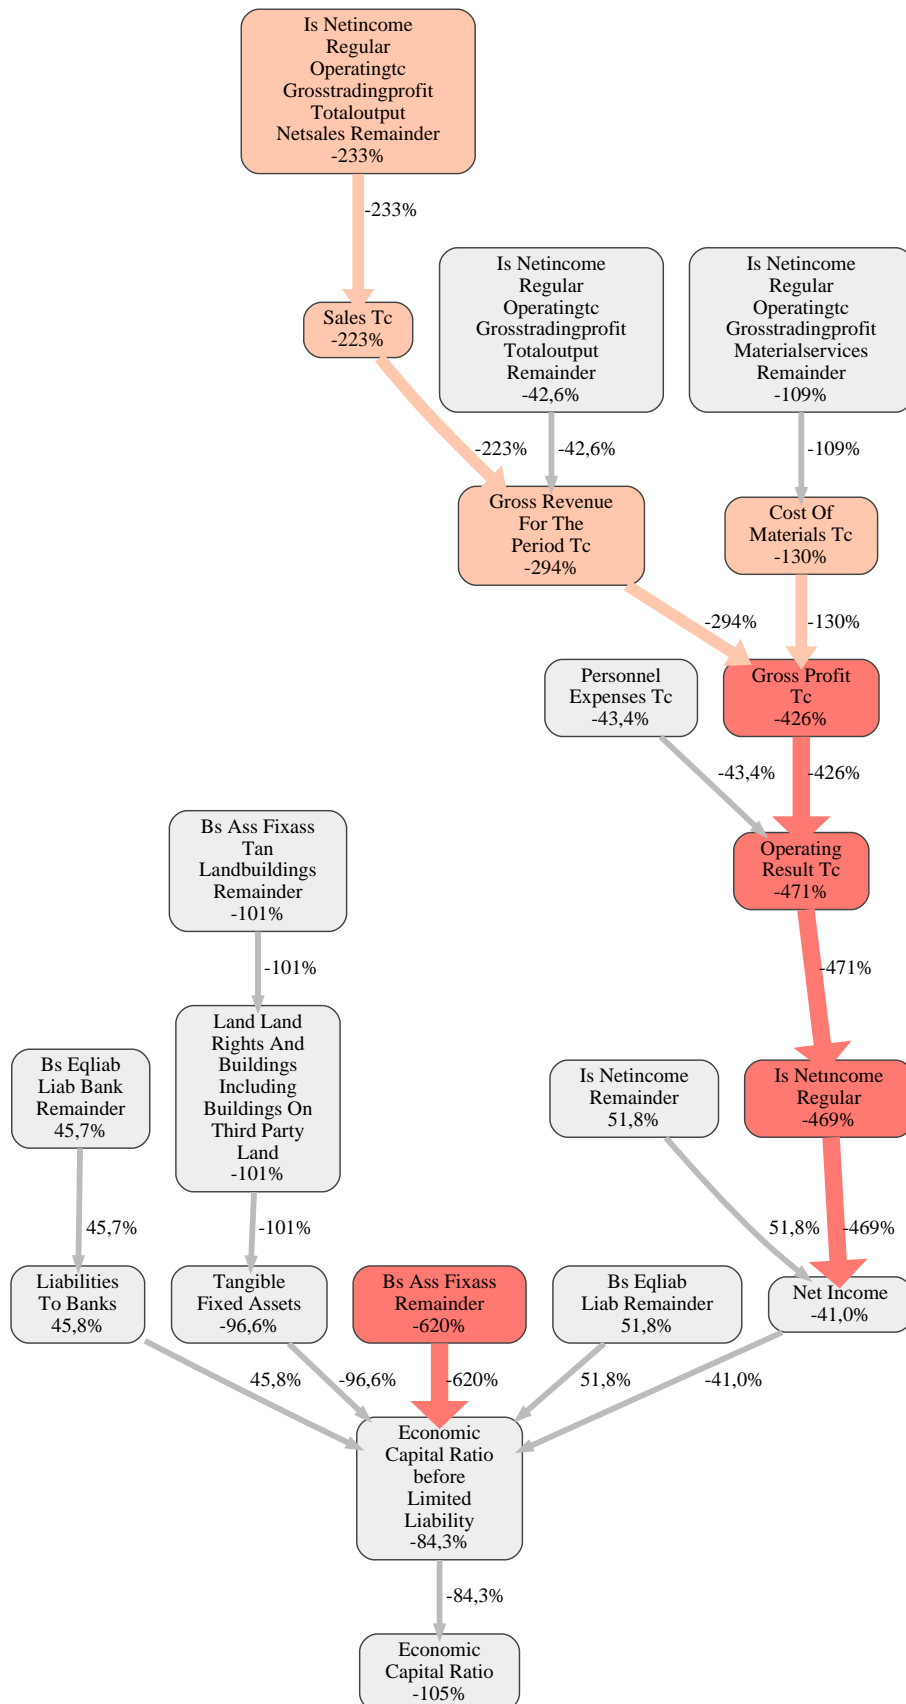 Is Netincome
Regular
Operatingtc
Grosstradingprofit
Totaloutput
Netsales Remainder
-233%
-233%
Is Netincome
Regular
Operatingtc
Grosstradingprofit
Totaloutput
Remainder
-42,6%
Is Netincome
Regular
Operatingtc
Grosstradingprofit
Materialservices
Remainder
-109%
Sales Tc
-223%
-223%
-42,6%
-109%
Gross Revenue
For The
Period Tc
-294%
Cost Of
Materials Tc
-130%
-294%
-130%
Personnel
Expenses Tc
-43,4%
Gross Profit
Tc
-426%
-43,4%
-426%
Bs Ass Fixass
Tan
Landbuildings
Remainder
-101%
Operating
Result Tc
-471%
-101%
-471%
Land Land
Rights And
Buildings
Including
Buildings On
Third Party
Land
-101%
Bs Eqliab
Liab Bank
Remainder
45,7%
Is Netincome
Remainder
51,8%
Is Netincome
Regular
-469%
45,7%
-101%
51,8%
-469%
Liabilities
To Banks
45,8%
Tangible
Fixed Assets
-96,6%
Bs Ass Fixass
Remainder
-620%
Bs Eqliab
Liab Remainder
51,8%
Net Income
-41,0%
45,8%
-96,6%
-620%
51,8%
-41,0%
Economic
Capital Ratio
before
Limited
Liability
-84,3%
-84,3%
Economic
Capital Ratio
-105%